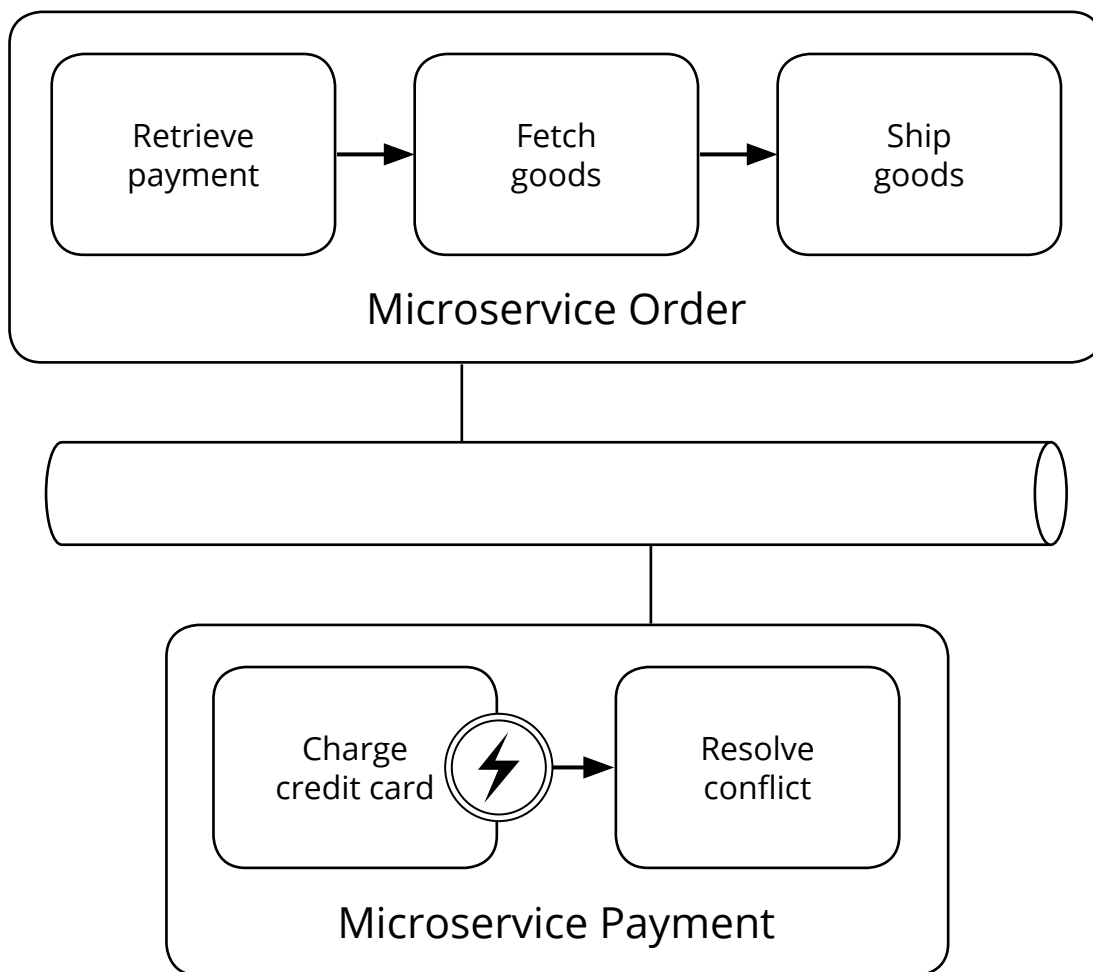 Retrieve
payment
Fetch
goods
Ship
goods
Microservice Order
Charge
credit card
Resolve
conflict
Microservice Payment